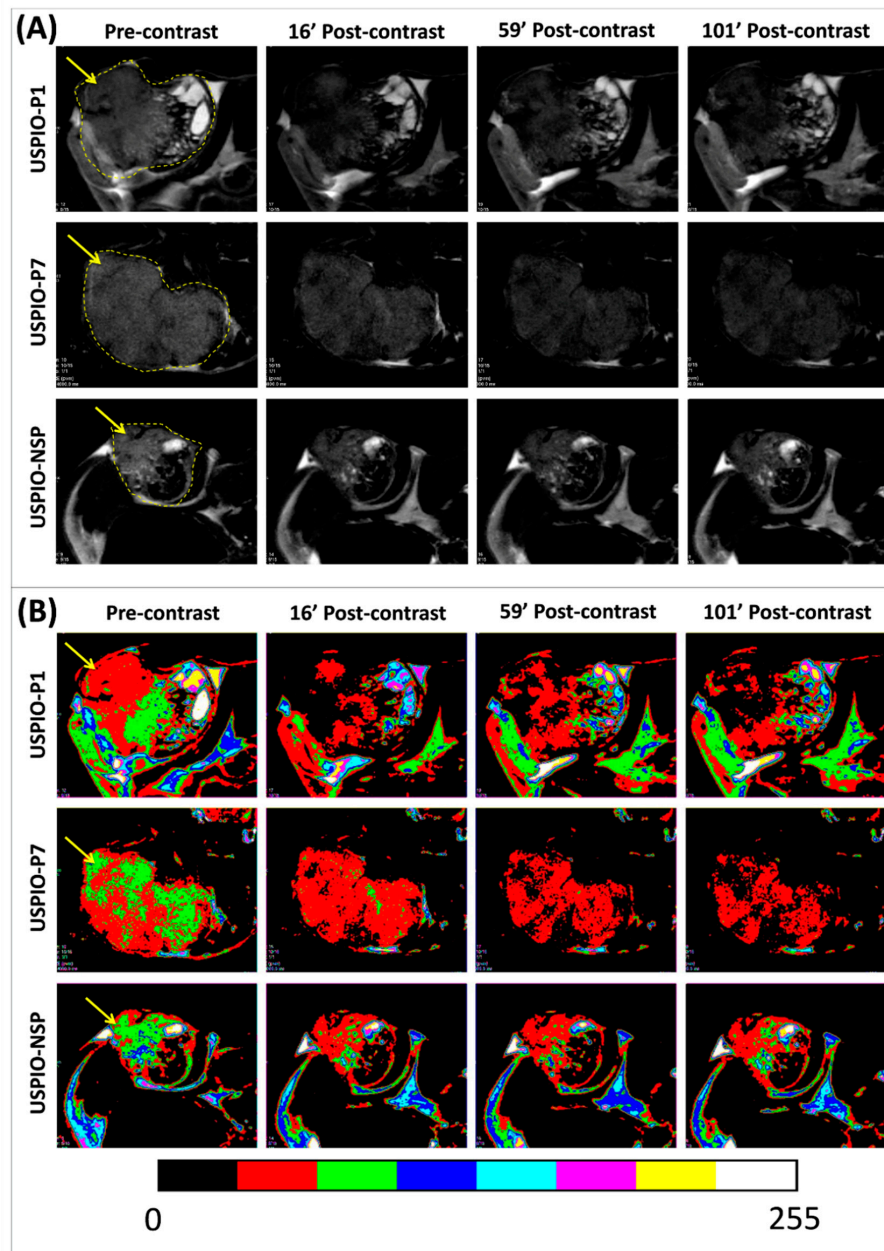 (A)
Pre-contrast 16’ Post-contrast 59’ Post-contrast 101’ Post-contrast
USPIO-P1
USPIO-P7
USPIO-NSP
(B)
Pre-contrast 16’ Post-contrast 59’ Post-contrast 101’ Post-contrast
USPIO-P1
USPIO-P7
USPIO-NSP
0 255